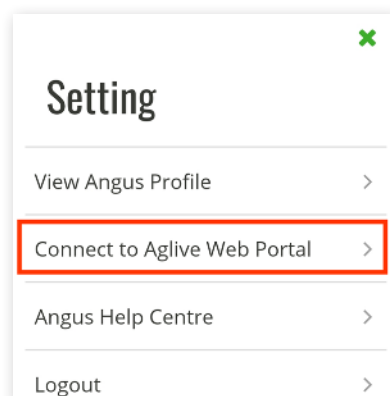 Setting
View Angus Profile
Connect to Aglive Web Portal
Angus Help Centre
Logout